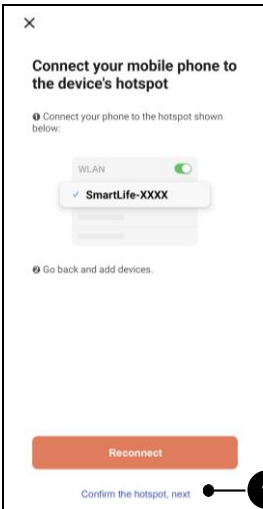 Connect your mobile phone to
the device's hotspot
❶ Connect your phone to the hotspot shown
below:
WLAN
✓ SmartLife-XXXX
❷ Go back and add devices.
Reconnect
Confirm the hotspot, next